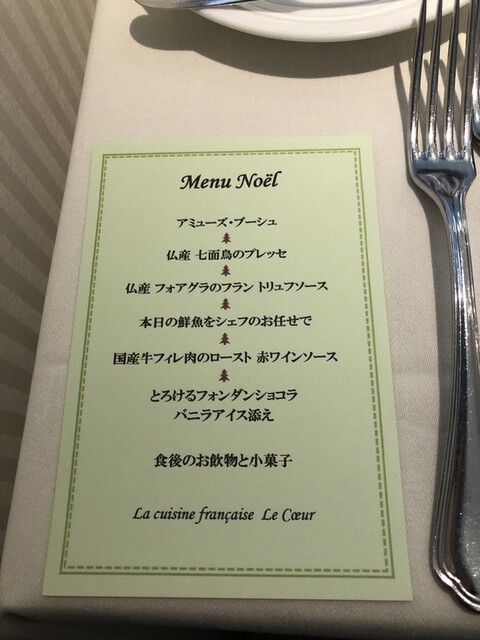 Menu Noël
アミューズ・ブーシュ
仏産 七面鳥のプレッセ
仏産 フォアグラのフラン トリュフソース
本日の鮮魚をシェフのお任せで
国産牛フィレ肉のロースト 赤ワインソース
とろけるフォンダンショコラ
バニラアイス添え
食後のお飲物と小菓子
La cuisine française Le Cœur